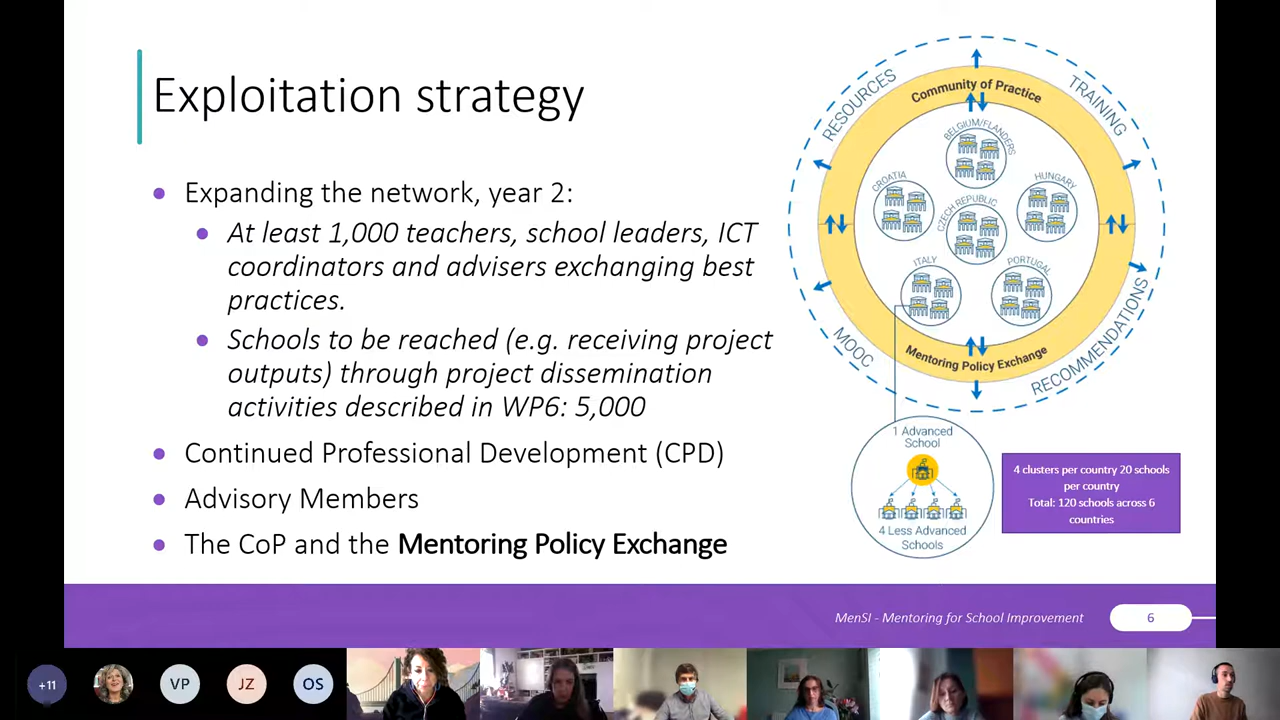 Exploitation strategy
Expanding the network, year 2:
At least 1,000 teachers, school leaders, ICT
coordinators and advisers exchanging best
practices.
Schools to be reached (e.g. receiving project
outputs) through project dissemination
activities described in WP6: 5,000
Continued Professional Development (CPD)
Advisory Members
The CoP and the Mentoring Policy Exchange
RESOURCES
TRAINING
Community of Practice
BELGIUM/FLANDERS
CROATIA
HUNGARY
CZECH REPUBLIC
ITALY
PORTUGAL
Mentoring Policy Exchange
MOOC
RECOMMENDATIONS
1 Advanced
School
4 Less Advanced
Schools
4 clusters per country 20 schools
per country
Total: 120 schools across 6
countries
MenSI - Mentoring for School Improvement
6
+11
VP
JZ
OS